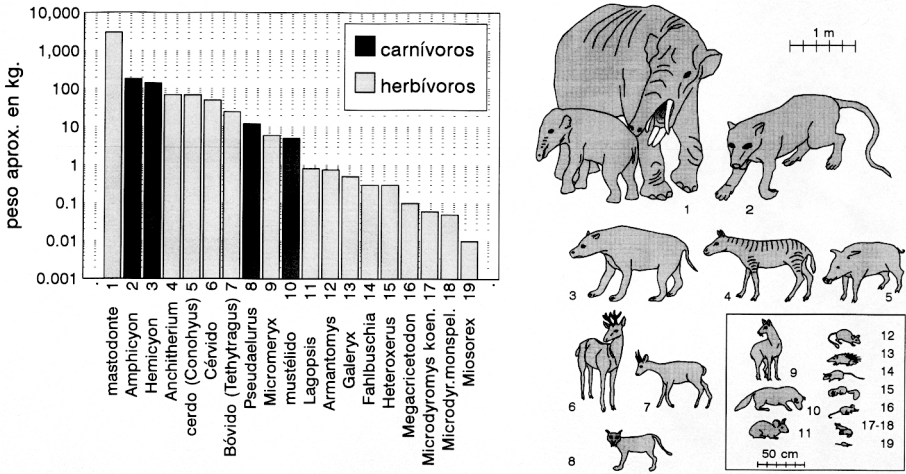 peso aprox. en kg.
10,000
1,000
100
10
1
0.1
0.01
0.001
carnívoros
herbívoros
1 2 3 4 5 6 7 8 9 10 11 12 13 14 15 16 17 18 19
mastodonte
Amphicyon
Hemicyon
Anchitherium
cerdo (Conohyus)
Cérvido
Bóvido (Tethytragus)
Pseudaelurus
Micromeryx
mustélido
Lagopsis
Armantomys
Galeryx
Fahlbuschia
Heteroxerus
Megacricetodon
Microdyromys koen.
Microdyr.monspel.
Miosorex
1 m
1
2
3
4
5
6
7
8
9
10
11
12
13
14
15
16
17-18
19
50 cm